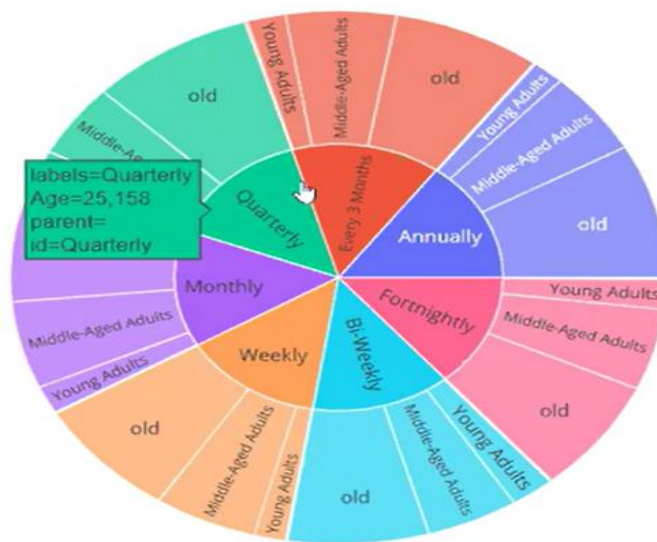 Young Adults
Middle-Aged Adults
old
Every 3 Months
Young Adults
Middle-Aged Adults
old
Annually
Young Adults
Middle-Aged Adults
old
Fortnightly
Young Adults
Middle-Aged Adults
old
Bi-Weekly
Young Adults
Middle-Aged Adults
old
Weekly
Young Adults
Middle-Aged Adults
Monthly
old
Quarterly
labels=Quarterly
Age=25,158
parent=
id=Quarterly